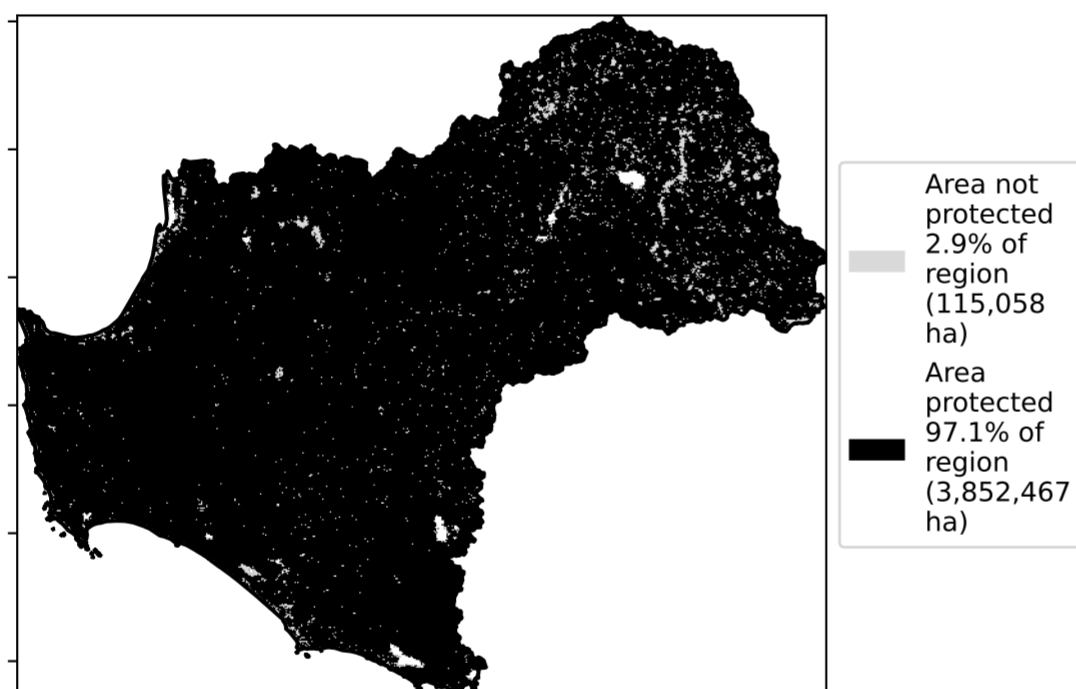 Area not
protected
2.9% of
region
(115,058
ha)
Area
protected
97.1% of
region
(3,852,467
ha)